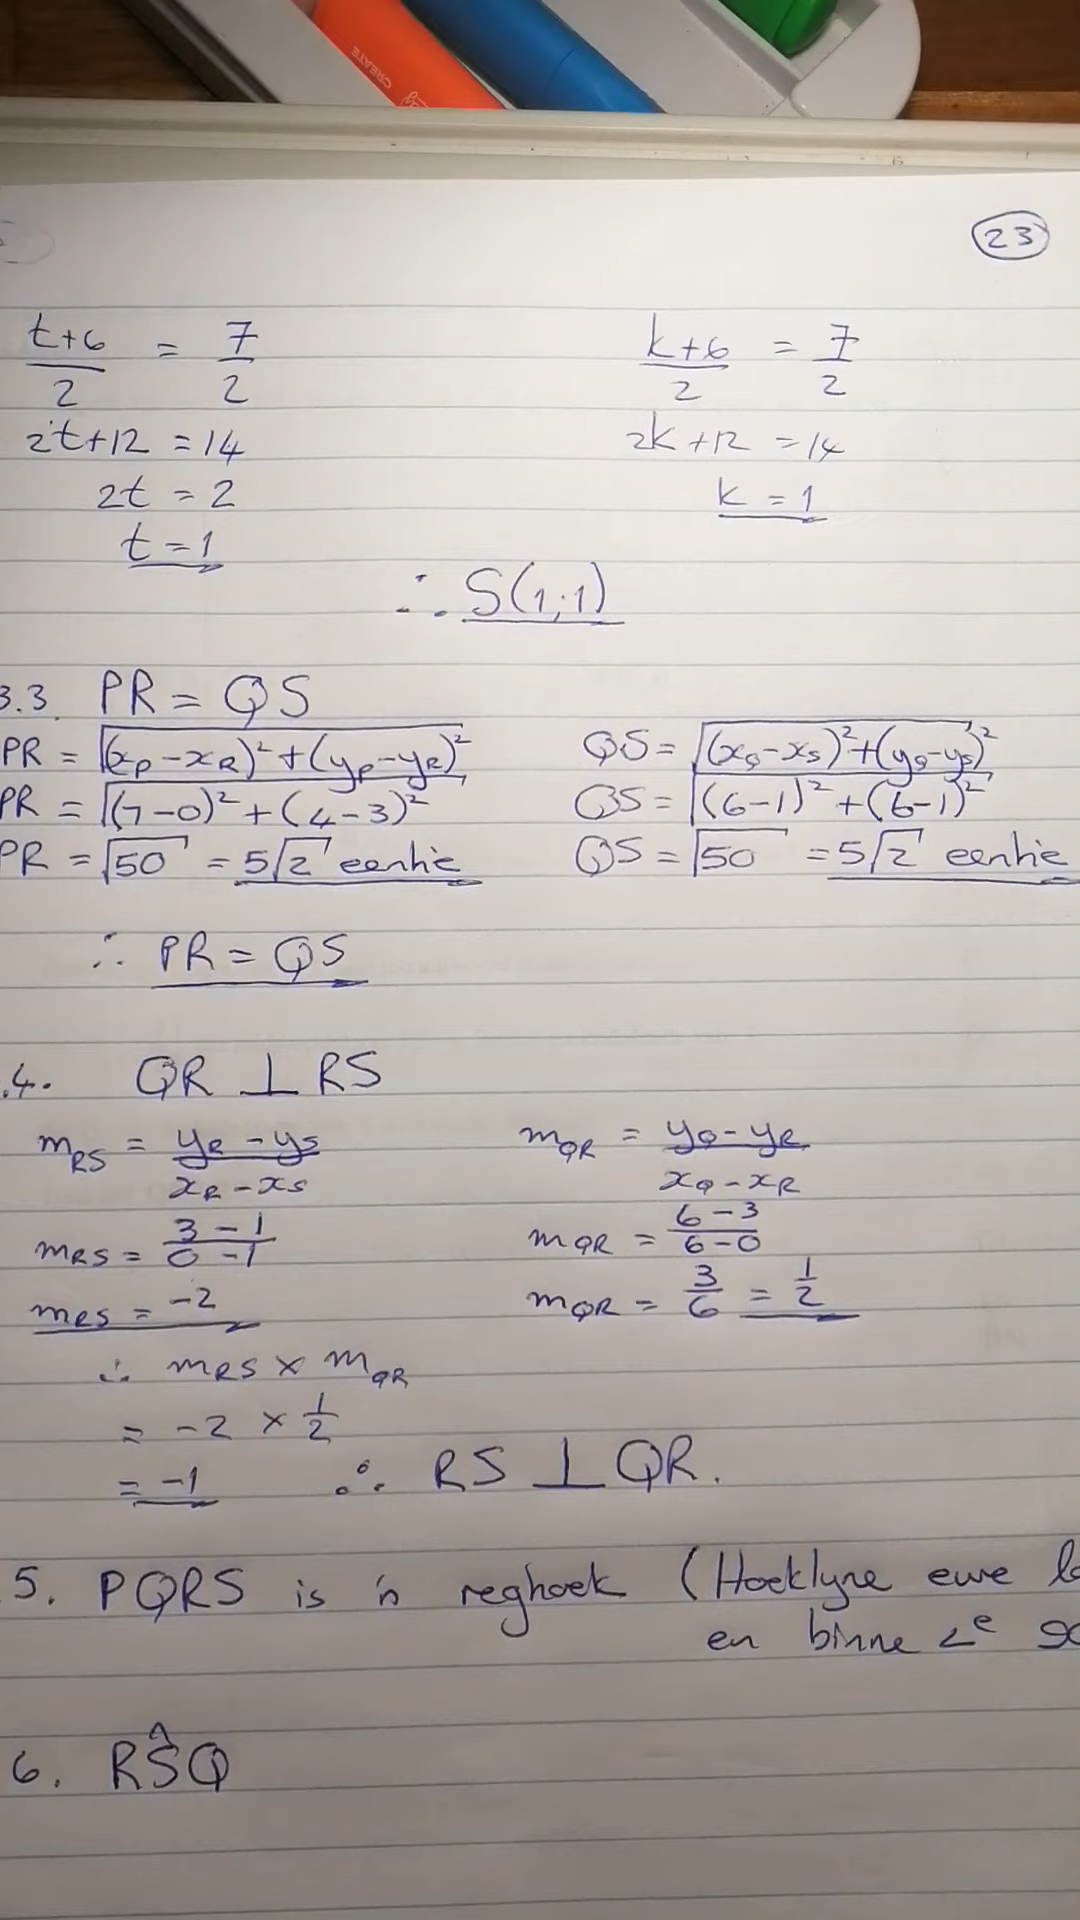 CREATE
23
t+6/2 = 7/2
k+6/2 = 7/2
2t+12 = 14
2k+12 = 14
2t = 2
k = 1
t = 1
∴ S(1;1)
3.3. PR = QS
PR = √(xP-xR)²+(yP-yR)²
QS = √(xQ-xS)²+(yQ-yS)²
PR = √(7-0)²+(4-3)²
QS = √(6-1)²+(6-1)²
PR = √50 = 5√2 eenhe
QS = √50 = 5√2 eenhe
∴ PR = QS
.4. QR ⊥ RS
mRS = yR-yS/xR-xS
mQR = yQ-yR/xQ-xR
mRS = 3-1/0-1
mQR = 6-3/6-0
mRS = -2
mQR = 3/6 = 1/2
∴ mRS × mQR
= -2 × 1/2
= -1 ∴ RS ⊥ QR.
5. PQRS is 'n reghoek (Hoeklyne ewe
en binne ∠e
6. RŜQ